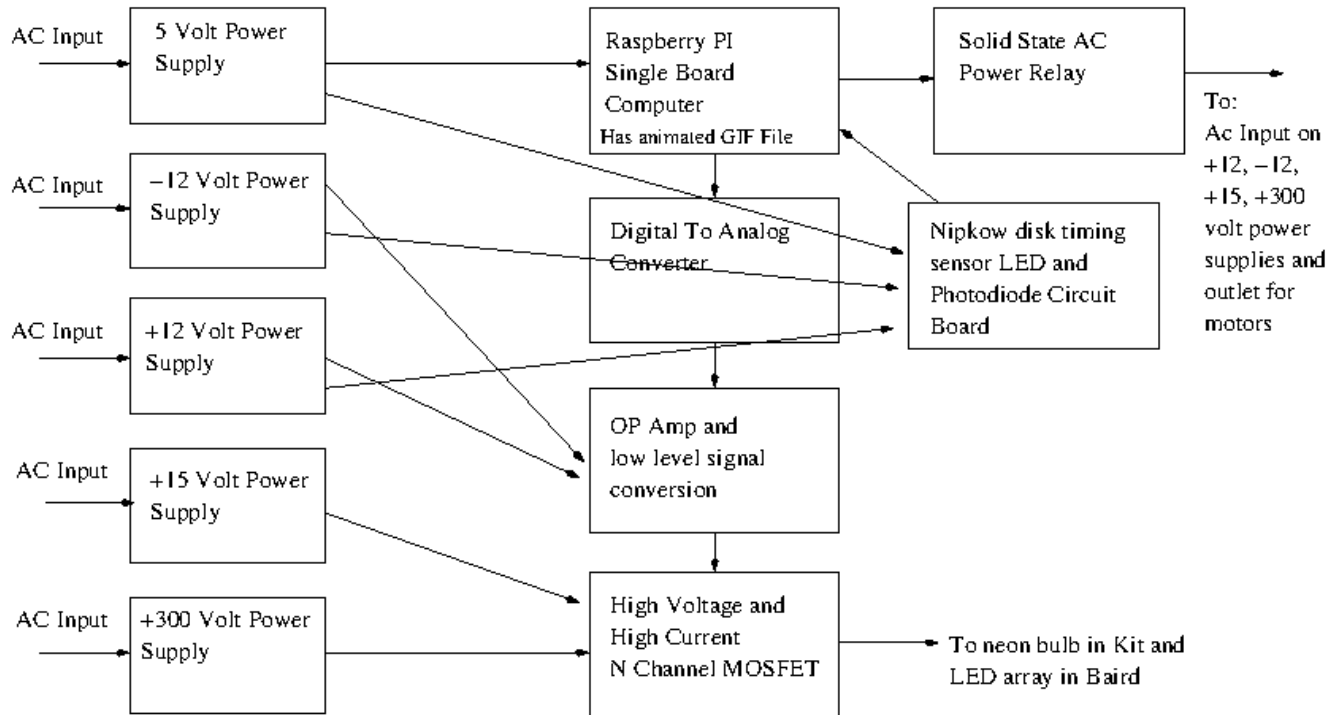 AC Input
5 Volt Power
Supply
Raspberry PI
Single Board
Computer
Has animated GIF File
Solid State AC
Power Relay
To:
Ac Input on
+12, −12,
+15, +300
volt power
supplies and
outlet for
motors
AC Input
−12 Volt Power
Supply
Digital To Analog
Converter
Nipkow disk timing
sensor LED and
Photodiode Circuit
Board
AC Input
+12 Volt Power
Supply
OP Amp and
low level signal
conversion
AC Input
+15 Volt Power
Supply
AC Input
+300 Volt Power
Supply
High Voltage and
High Current
N Channel MOSFET
To neon bulb in Kit and
LED array in Baird